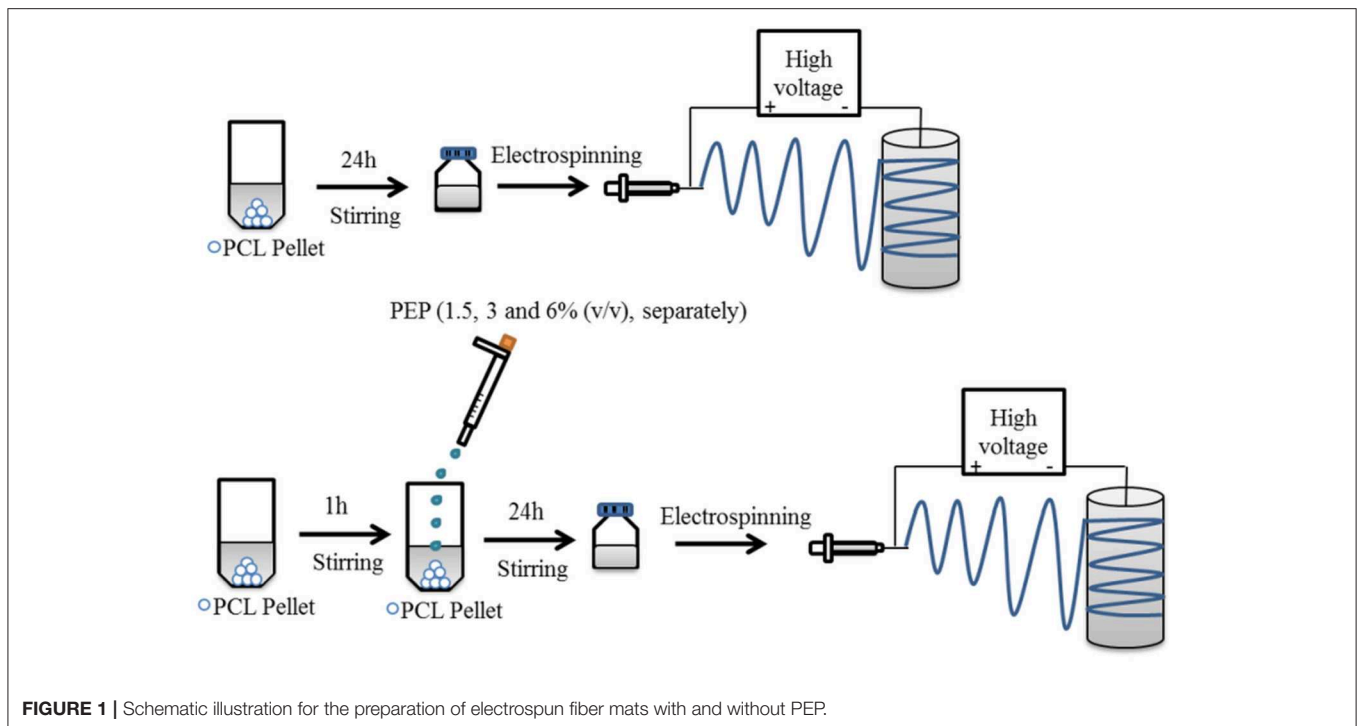 High
voltage
+ -
24h
Stirring
Electrospinning
PCL Pellet
PEP (1.5, 3 and 6% (v/v), separately)
High
voltage
+ -
1h
Stirring
24h
Stirring
Electrospinning
PCL Pellet
PCL Pellet
FIGURE 1 | Schematic illustration for the preparation of electrospun fiber mats with and without PEP.